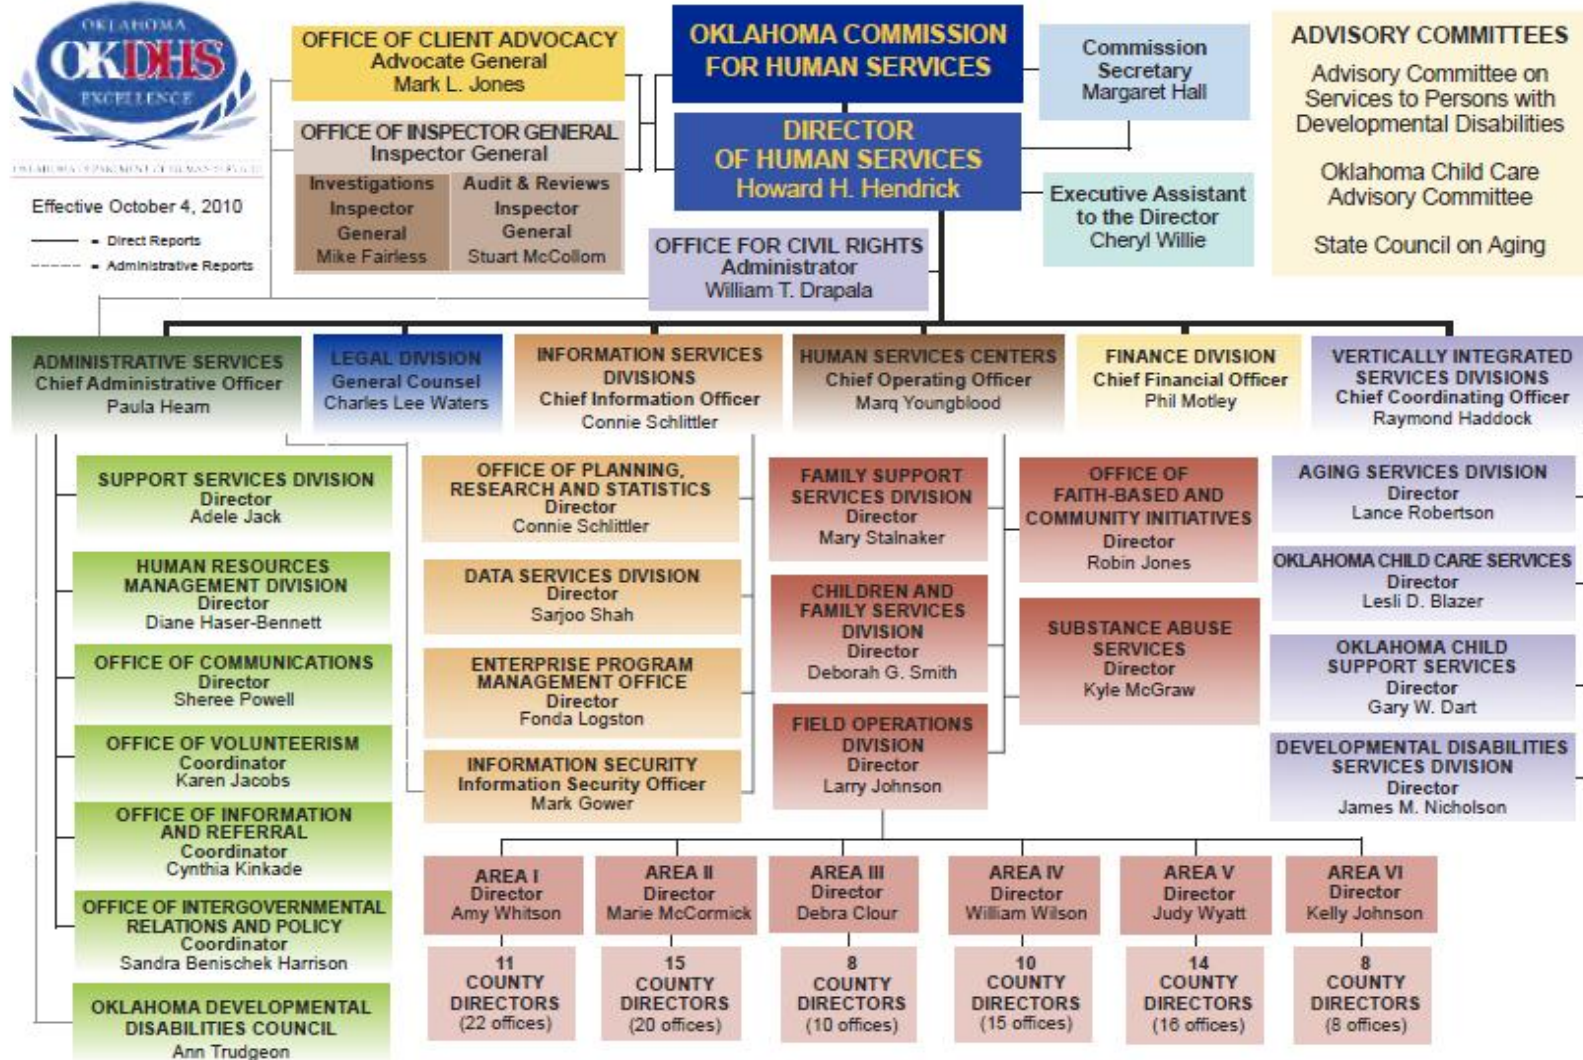 OKLAHOMA
OKDHS
EXCELLENCE
OKLAHOMA DEPARTMENT OF HUMAN SERVICES
Effective October 4, 2010
= Direct Reports
= Administrative Reports
OFFICE OF CLIENT ADVOCACY
Advocate General
Mark L. Jones
OFFICE OF INSPECTOR GENERAL
Inspector General
Investigations
Inspector
General
Mike Fairless
Audit & Reviews
Inspector
General
Stuart McCollom
OKLAHOMA COMMISSION
FOR HUMAN SERVICES
DIRECTOR
OF HUMAN SERVICES
Howard H. Hendrick
OFFICE FOR CIVIL RIGHTS
Administrator
William T. Drapala
Commission
Secretary
Margaret Hall
Executive Assistant
to the Director
Cheryl Willie
ADVISORY COMMITTEES
Advisory Committee on
Services to Persons with
Developmental Disabilities
Oklahoma Child Care
Advisory Committee
State Council on Aging
ADMINISTRATIVE SERVICES
Chief Administrative Officer
Paula Hearn
LEGAL DIVISION
General Counsel
Charles Lee Waters
INFORMATION SERVICES
DIVISIONS
Chief Information Officer
Connie Schlittler
HUMAN SERVICES CENTERS
Chief Operating Officer
Marq Youngblood
FINANCE DIVISION
Chief Financial Officer
Phil Motley
VERTICALLY INTEGRATED
SERVICES DIVISIONS
Chief Coordinating Officer
Raymond Haddock
SUPPORT SERVICES DIVISION
Director
Adele Jack
HUMAN RESOURCES
MANAGEMENT DIVISION
Director
Diane Haser-Bennett
OFFICE OF COMMUNICATIONS
Director
Sheree Powell
OFFICE OF VOLUNTEERISM
Coordinator
Karen Jacobs
OFFICE OF INFORMATION
AND REFERRAL
Coordinator
Cynthia Kinkade
OFFICE OF INTERGOVERNMENTAL
RELATIONS AND POLICY
Coordinator
Sandra Benischek Harrison
OKLAHOMA DEVELOPMENTAL
DISABILITIES COUNCIL
Ann Trudgeon
OFFICE OF PLANNING,
RESEARCH AND STATISTICS
Director
Connie Schlittler
DATA SERVICES DIVISION
Director
Sarjoo Shah
ENTERPRISE PROGRAM
MANAGEMENT OFFICE
Director
Fonda Logston
INFORMATION SECURITY
Information Security Officer
Mark Gower
FAMILY SUPPORT
SERVICES DIVISION
Director
Mary Stalnaker
CHILDREN AND
FAMILY SERVICES
DIVISION
Director
Deborah G. Smith
FIELD OPERATIONS
DIVISION
Director
Larry Johnson
OFFICE OF
FAITH-BASED AND
COMMUNITY INITIATIVES
Director
Robin Jones
SUBSTANCE ABUSE
SERVICES
Director
Kyle McGraw
AGING SERVICES DIVISION
Director
Lance Robertson
OKLAHOMA CHILD CARE SERVICES
Director
Lesli D. Blazer
OKLAHOMA CHILD
SUPPORT SERVICES
Director
Gary W. Dart
DEVELOPMENTAL DISABILITIES
SERVICES DIVISION
Director
James M. Nicholson
AREA I
Director
Amy Whitson
AREA II
Director
Marie McCormick
AREA III
Director
Debra Clour
AREA IV
Director
William Wilson
AREA V
Director
Judy Wyatt
AREA VI
Director
Kelly Johnson
11
COUNTY
DIRECTORS
(22 offices)
15
COUNTY
DIRECTORS
(20 offices)
8
COUNTY
DIRECTORS
(10 offices)
10
COUNTY
DIRECTORS
(15 offices)
14
COUNTY
DIRECTORS
(16 offices)
8
COUNTY
DIRECTORS
(8 offices)